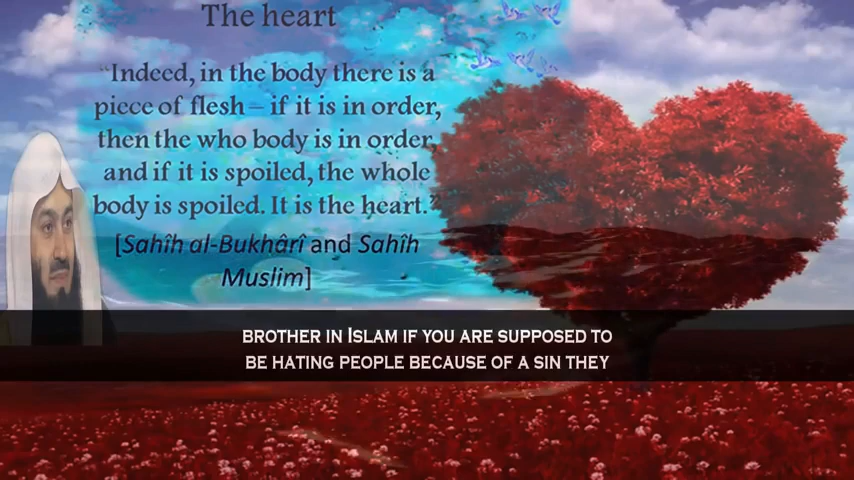 The heart
"Indeed, in the body there is a
piece of flesh – if it is in order,
then the who body is in order,
and if it is spoiled, the whole
body is spoiled. It is the heart."
[Sahîh al-Bukhârî and Sahîh
Muslim]
BROTHER IN ISLAM IF YOU ARE SUPPOSED TO
BE HATING PEOPLE BECAUSE OF A SIN THEY